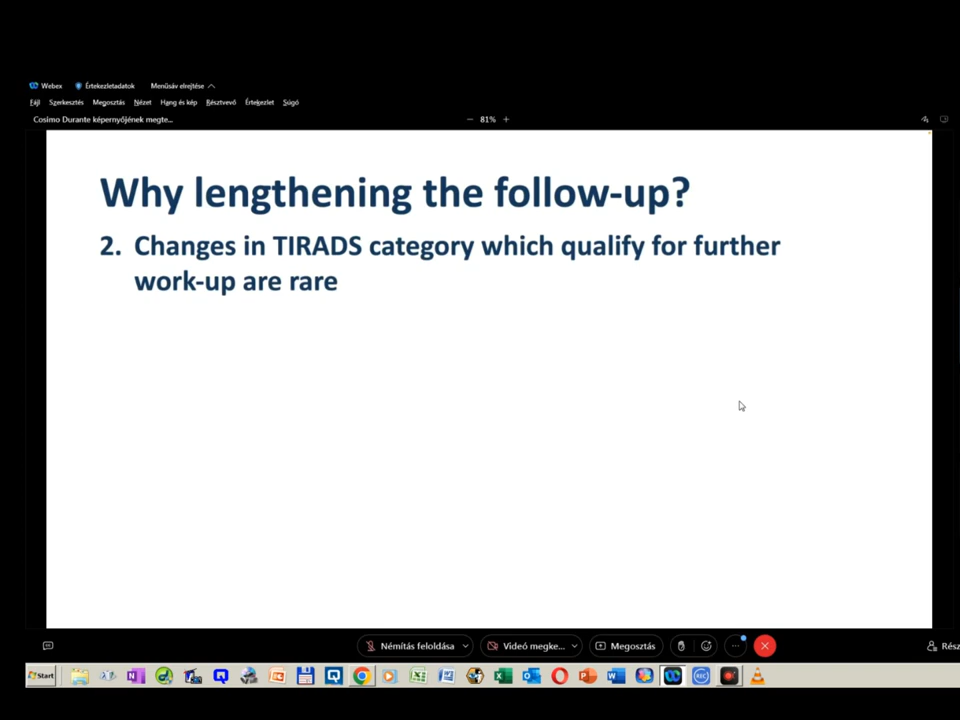 Webex Értekezletadatok Menüsáv elrejtése
Fájl Szerkesztés Megosztás Nézet Hang és kép Résztvevő Értekezlet Súgó
Cosimo Durante képernyőjének megte... 81%
Why lengthening the follow-up?
2. Changes in TIRADS category which qualify for further
work-up are rare
Némítás feloldása Videó megke... Megosztás Rész
Start